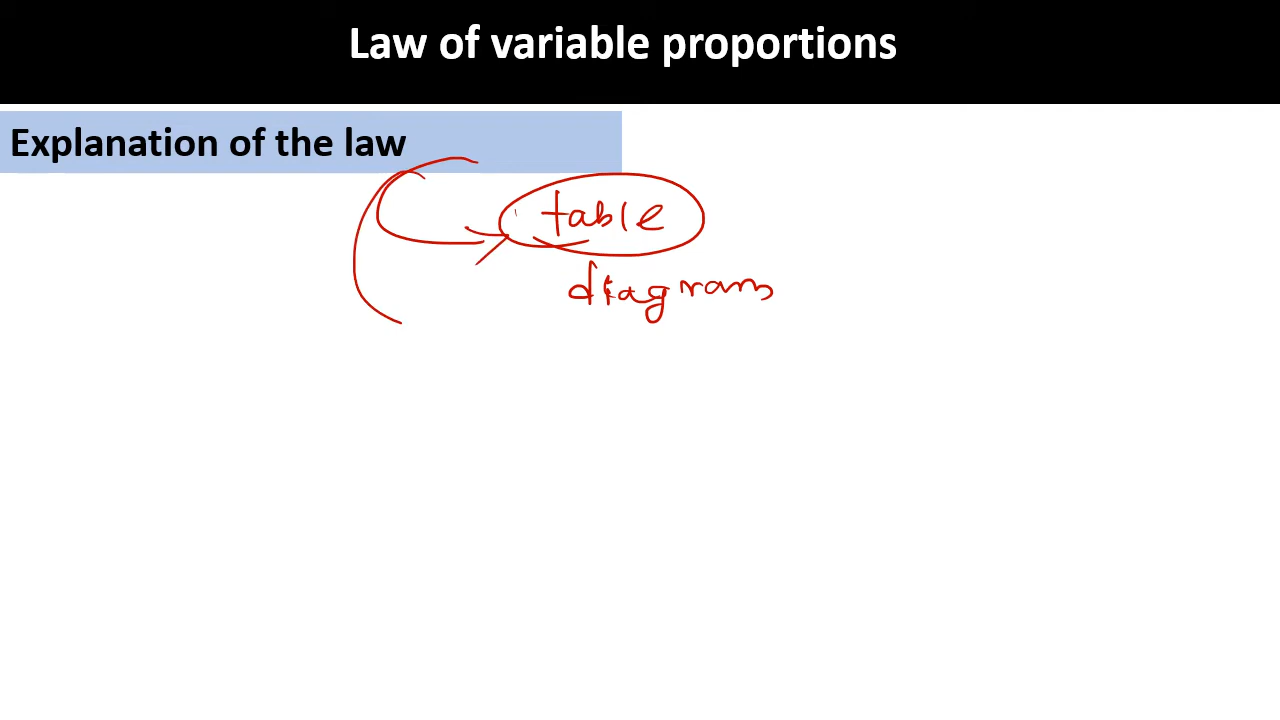 Law of variable proportions
Explanation of the law
table
diagram